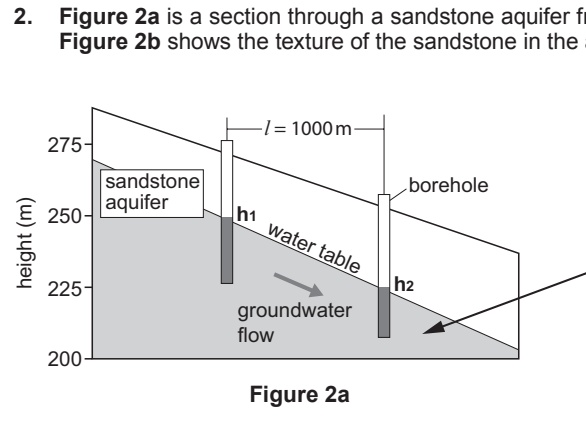 2. Figure 2a is a section through a sandstone aquifer
Figure 2b shows the texture of the sandstone in the
l = 1000 m
275
sandstone
aquifer
borehole
250
h1
water table
height (m)
225
h2
groundwater
flow
200
Figure 2a